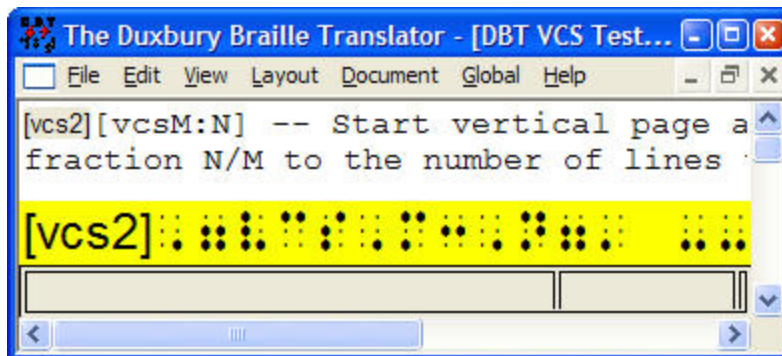 The Duxbury Braille Translator - [DBT VCS Test...
File Edit View Layout Document Global Help
[vcs2][vcsM:N] -- Start vertical page a
fraction N/M to the number of lines
[vcs2]⠠⠶⠧⠉⠎⠠⠍⠒⠠⠝⠶⠄ ⠤⠤